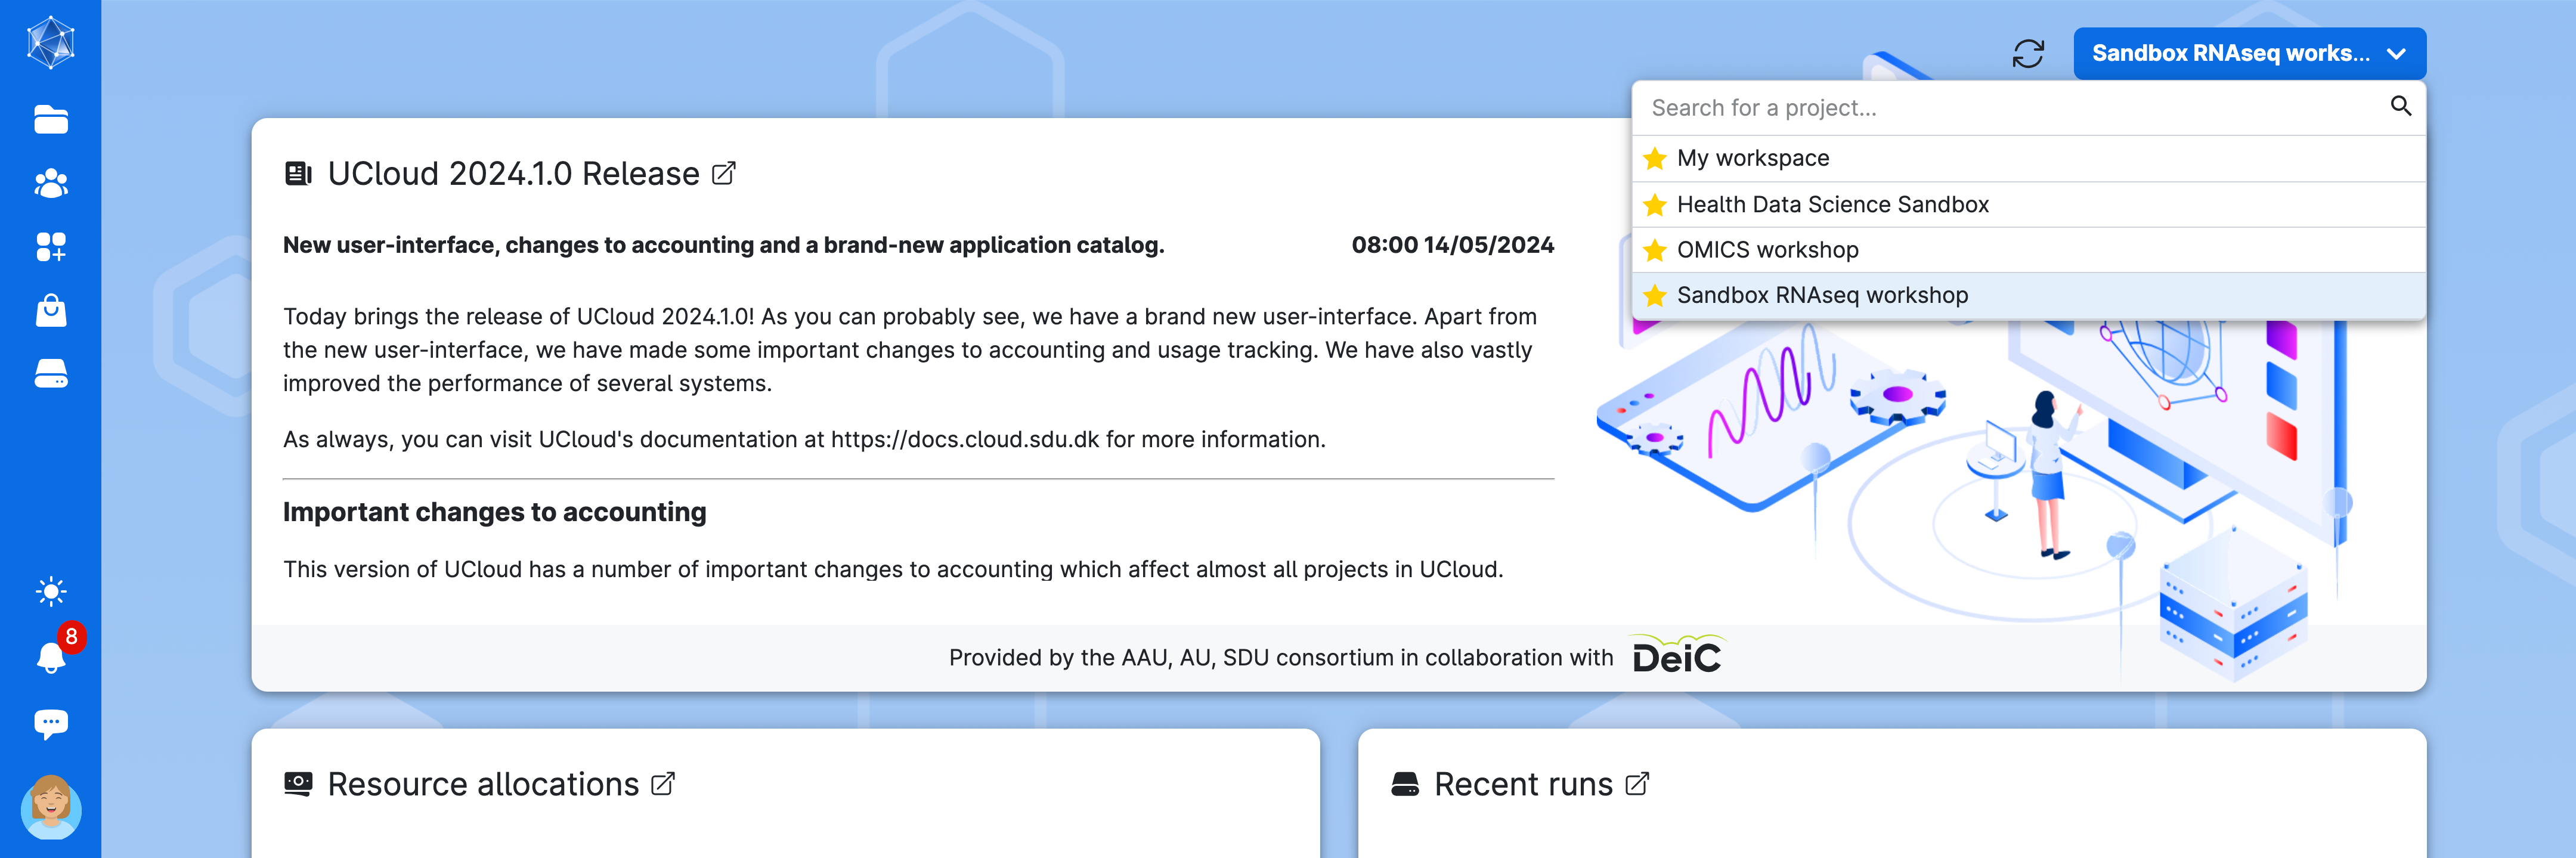 Sandbox RNAseq works...
Search for a project...
My workspace
Health Data Science Sandbox
OMICS workshop
Sandbox RNAseq workshop
UCloud 2024.1.0 Release
New user-interface, changes to accounting and a brand-new application catalog.
08:00 14/05/2024
Today brings the release of UCloud 2024.1.0! As you can probably see, we have a brand new user-interface. Apart from
the new user-interface, we have made some important changes to accounting and usage tracking. We have also vastly
improved the performance of several systems.
As always, you can visit UCloud's documentation at https://docs.cloud.sdu.dk for more information.
Important changes to accounting
This version of UCloud has a number of important changes to accounting which affect almost all projects in UCloud.
Provided by the AAU, AU, SDU consortium in collaboration with DeiC
8
Resource allocations
Recent runs